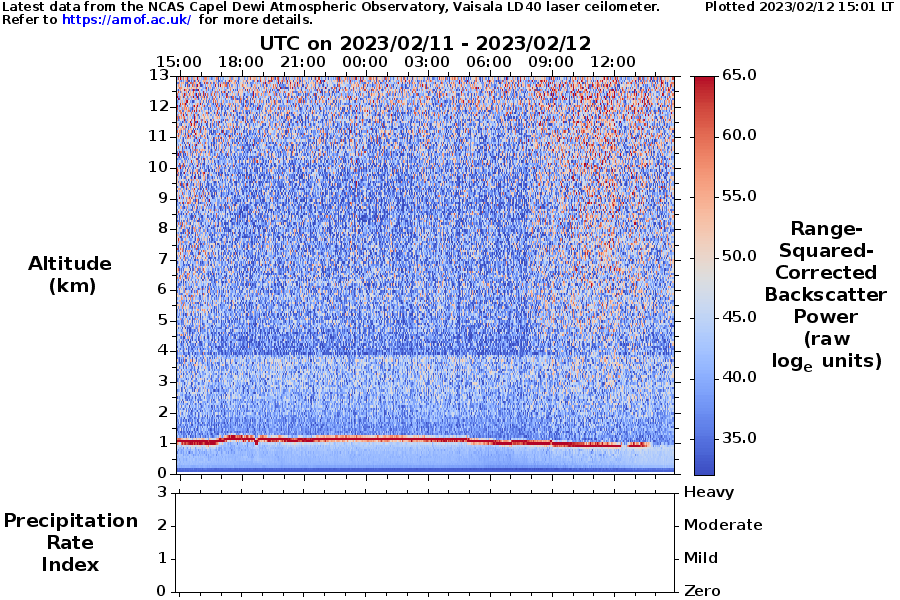 Latest data from the NCAS Capel Dewi Atmospheric Observatory, Vaisala LD40 laser ceilometer. Plotted 2023/02/12 15:01 LT
Refer to https://amof.ac.uk/ for more details.
UTC on 2023/02/11 - 2023/02/12
15:00 18:00 21:00 00:00 03:00 06:00 09:00 12:00
13
12
11
10
9
8
7
6
5
4
3
2
1
0
Altitude
(km)
65.0
60.0
55.0
50.0
45.0
40.0
35.0
Range-
Squared-
Corrected
Backscatter
Power
(raw
loge units)
3 Heavy
2 Moderate
1 Mild
0 Zero
Precipitation
Rate
Index